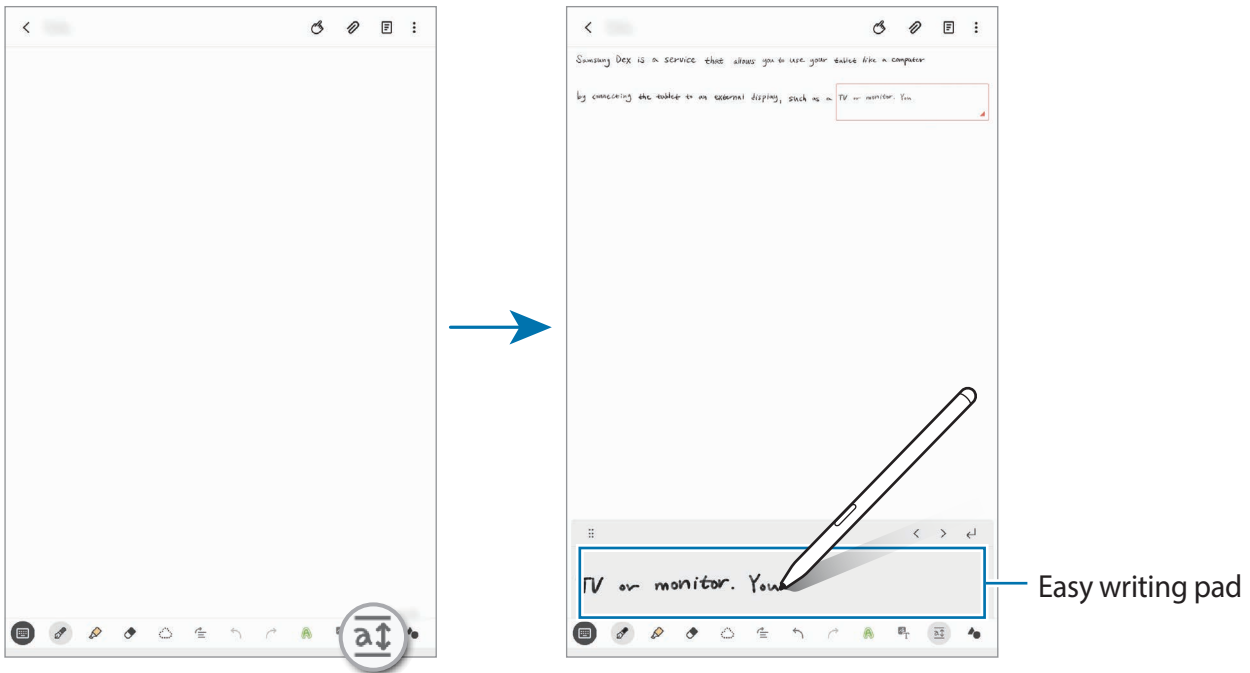 Samsung Dex is a service that allows you to use your tablet like a computer
by connecting the tablet to an external display, such as a TV or monitor. You
TV or monitor. You
Easy writing pad